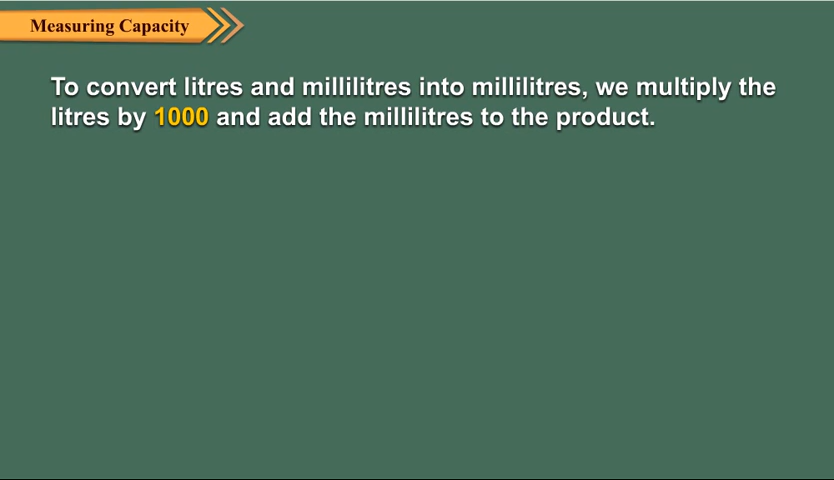 Measuring Capacity
To convert litres and millilitres into millilitres, we multiply the
litres by 1000 and add the millilitres to the product.